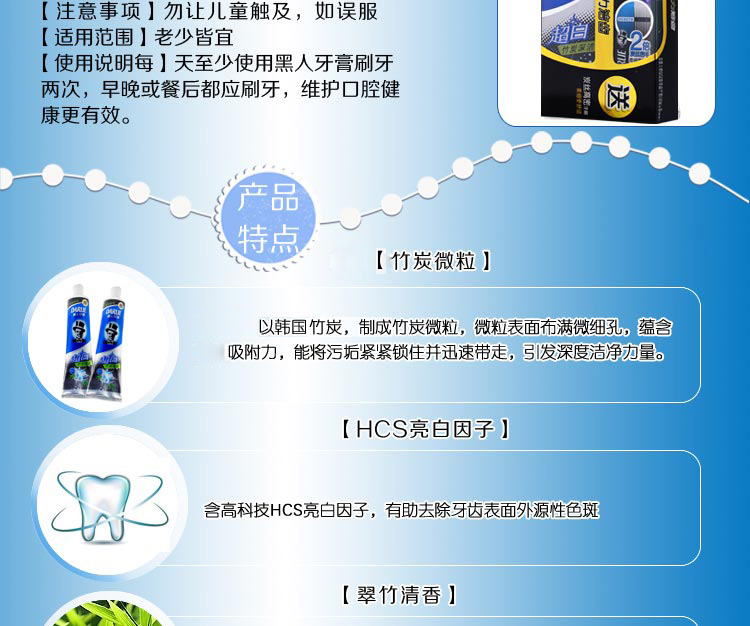 【注意事项】勿让儿童触及，如误服
【适用范围】老少皆宜
【使用说明每】天至少使用黑人牙膏刷牙
两次，早晚或餐后都应刷牙，维护口腔健
康更有效。
送
产品
特点
【竹炭微粒】
DARLIE
以韩国竹炭，制成竹炭微粒，微粒表面布满微细孔，蕴含
吸附力，能将污垢紧紧锁住并迅速带走，引发深度洁净力量。
【HCS亮白因子】
含高科技HCS亮白因子，有助去除牙齿表面外源性色斑
【翠竹清香】